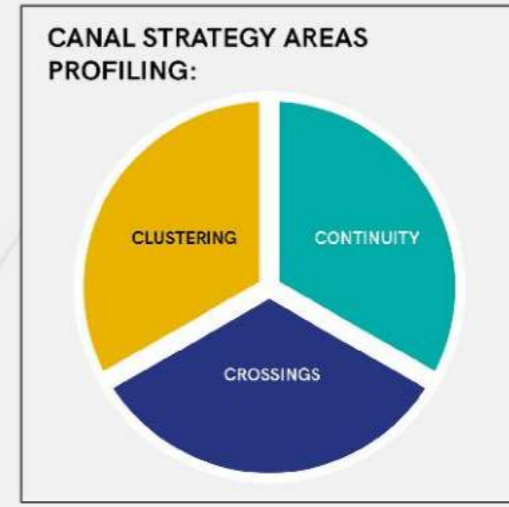 CANAL STRATEGY AREAS
PROFILING:
CLUSTERING
CONTINUITY
CROSSINGS